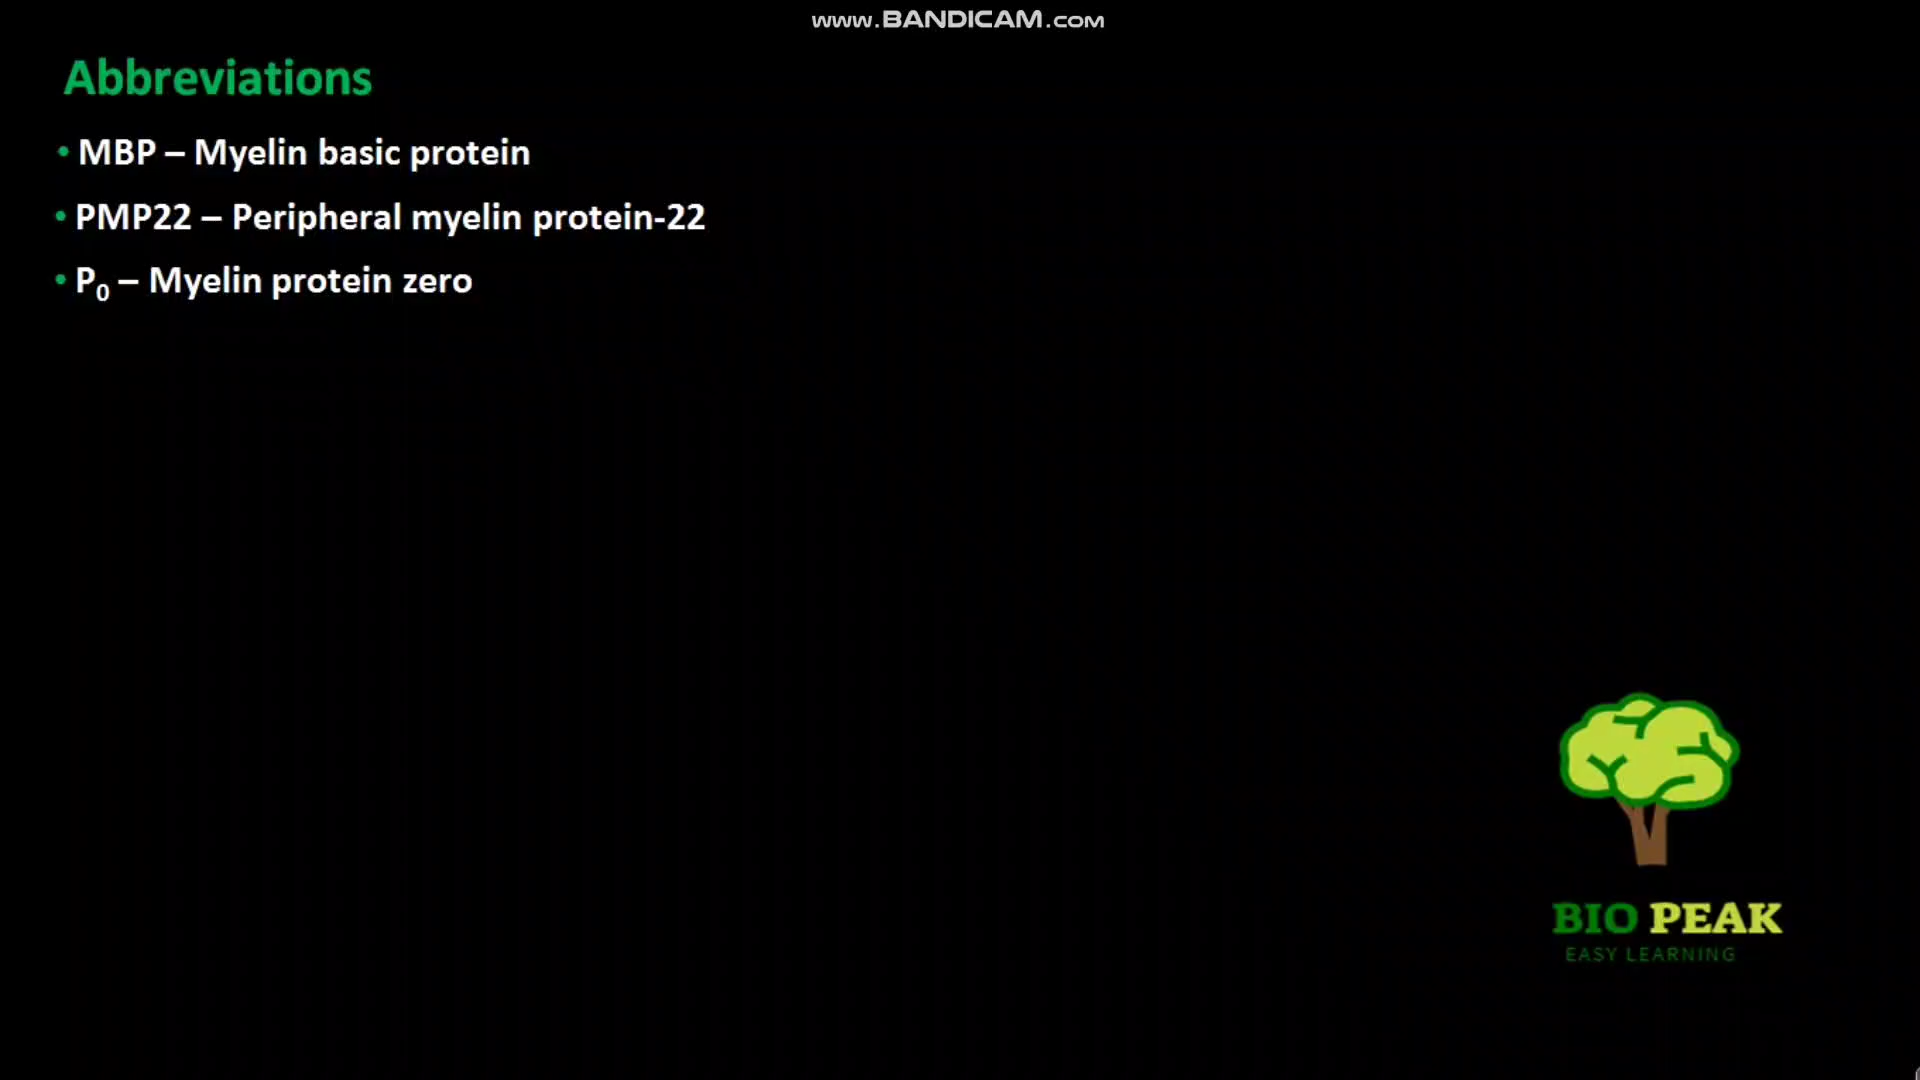 www.BANDICAM.com
Abbreviations
• MBP – Myelin basic protein
• PMP22 – Peripheral myelin protein-22
• P₀ – Myelin protein zero
BIO PEAK
EASY LEARNING